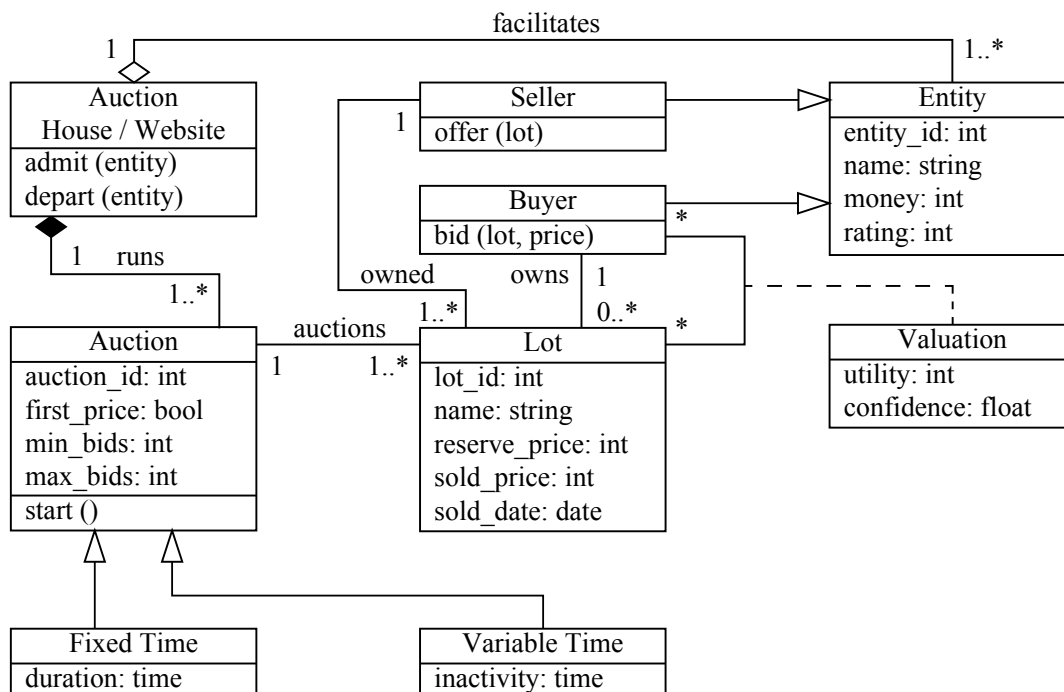 facilitates
1
1..*
Auction
House / Website
admit (entity)
depart (entity)
Seller
offer (lot)
1
Entity
entity_id: int
name: string
money: int
rating: int
Buyer
bid (lot, price)
*
1
runs
1..*
owned
1..*
owns
1
0..*
*
Auction
auction_id: int
first_price: bool
min_bids: int
max_bids: int
start ()
auctions
1
1..*
Lot
lot_id: int
name: string
reserve_price: int
sold_price: int
sold_date: date
Valuation
utility: int
confidence: float
Fixed Time
duration: time
Variable Time
inactivity: time